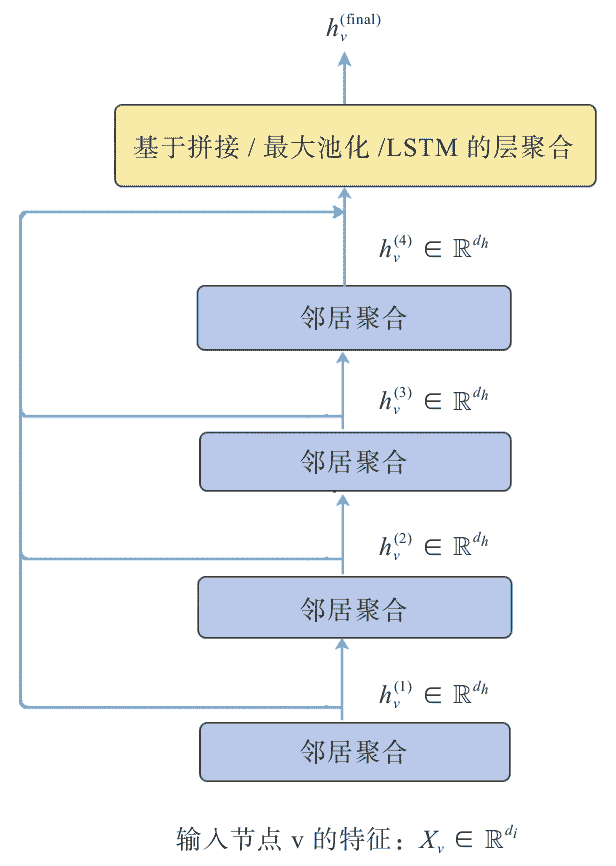 h_v^(final)
基于拼接 / 最大池化 /LSTM 的层聚合
h_v^(4) ∈ ℝ^{d_h}
邻居聚合
h_v^(3) ∈ ℝ^{d_h}
邻居聚合
h_v^(2) ∈ ℝ^{d_h}
邻居聚合
h_v^(1) ∈ ℝ^{d_h}
邻居聚合
输入节点 v 的特征：X_v ∈ ℝ^{d_i}